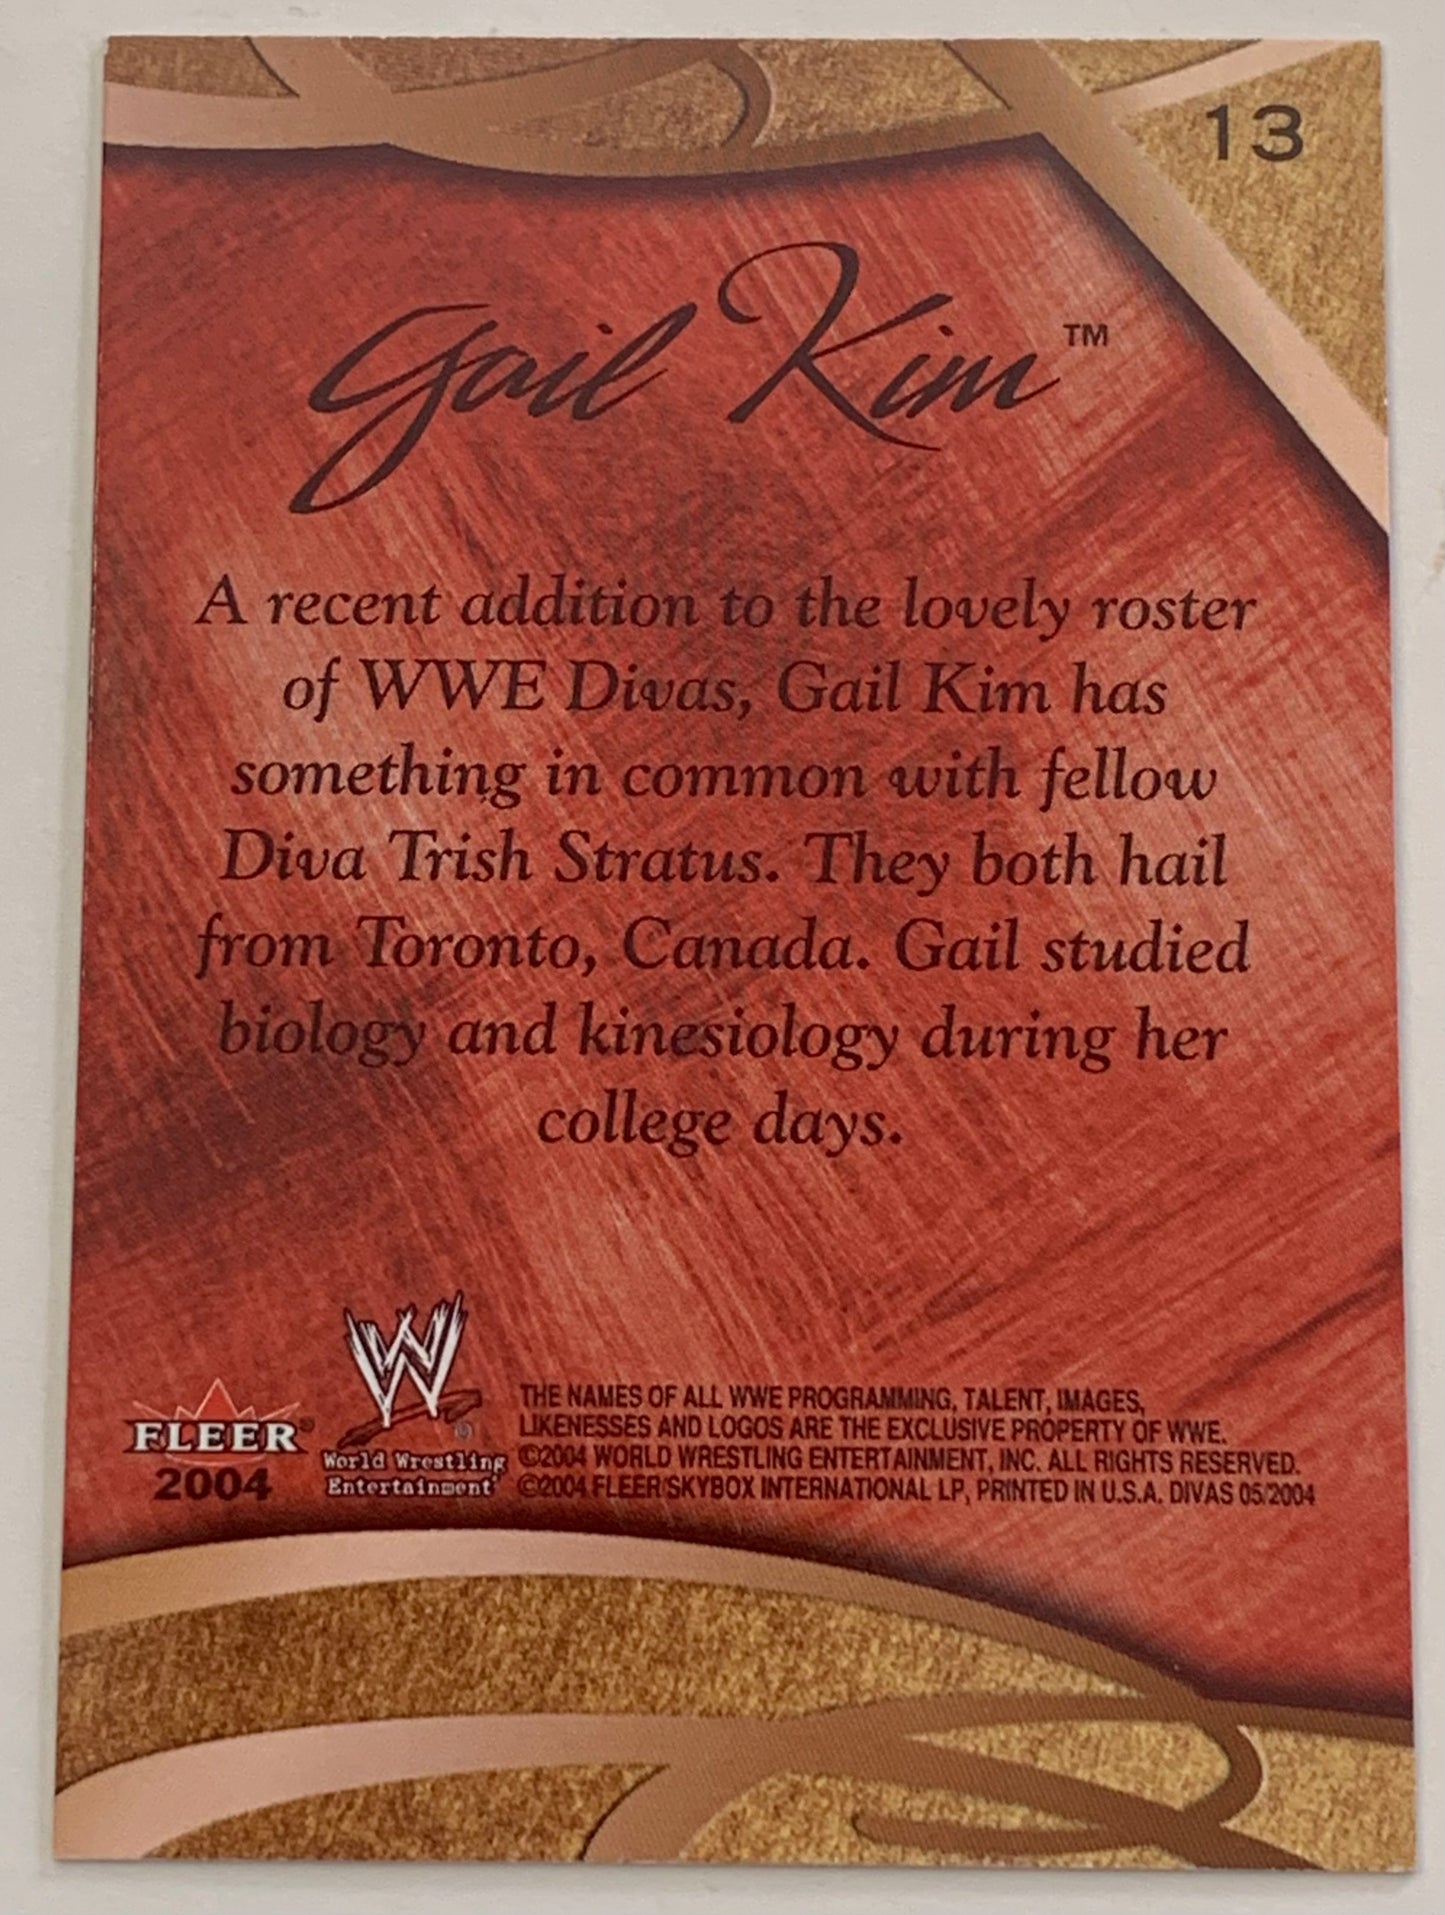 13
Gail Kim™
A recent addition to the lovely roster
of WWE Divas, Gail Kim has
something in common with fellow
Diva Trish Stratus. They both hail
from Toronto, Canada. Gail studied
biology and kinesiology during her
college days.
FLEER®
2004
W®
World Wrestling
Entertainment
THE NAMES OF ALL WWE PROGRAMMING, TALENT, IMAGES,
LIKENESSES AND LOGOS ARE THE EXCLUSIVE PROPERTY OF WWE.
©2004 WORLD WRESTLING ENTERTAINMENT, INC. ALL RIGHTS RESERVED.
©2004 FLEER/SKYBOX INTERNATIONAL LP, PRINTED IN U.S.A. DIVAS 05/2004